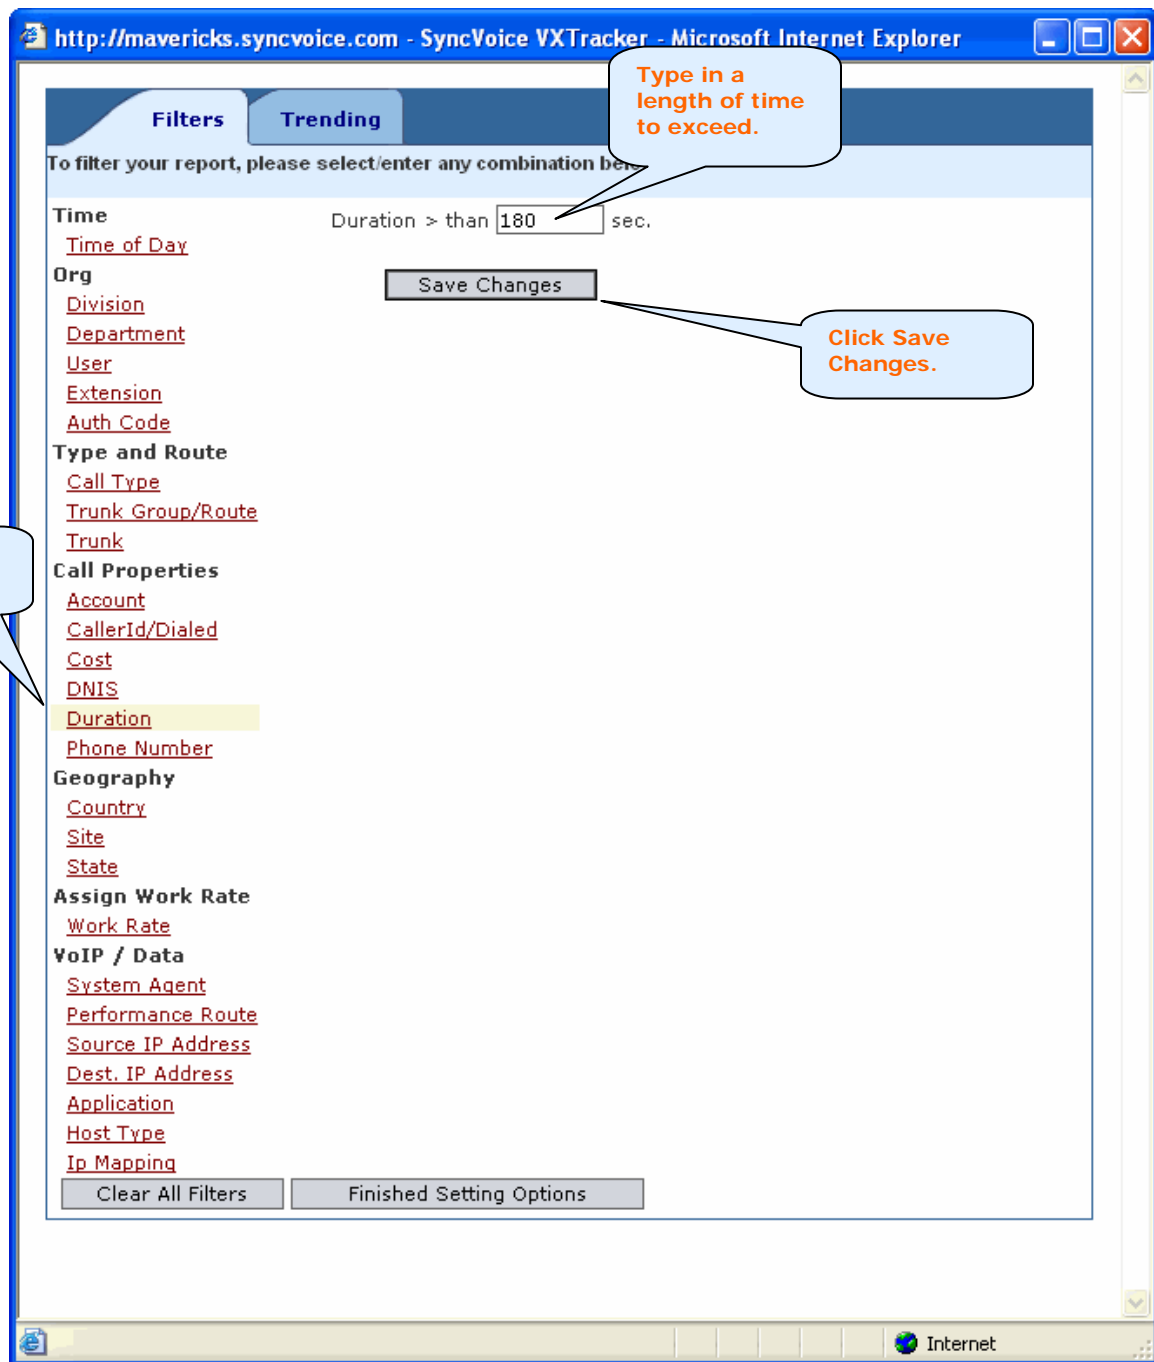 http://mavericks.syncvoice.com - SyncVoice VXTracker - Microsoft Internet Explorer
Type in a
length of time
to exceed.
Filters
Trending
To filter your report, please select/enter any combination
Time
Duration > than 180 sec.
Time of Day
Org
Save Changes
Division
Click Save
Changes.
Department
User
Extension
Auth Code
Type and Route
Call Type
Trunk Group/Route
Trunk
Call Properties
Account
CallerId/Dialed
Cost
DNIS
Duration
Phone Number
Geography
Country
Site
State
Assign Work Rate
Work Rate
VoIP / Data
System Agent
Performance Route
Source IP Address
Dest. IP Address
Application
Host Type
Ip Mapping
Clear All Filters
Finished Setting Options
Internet